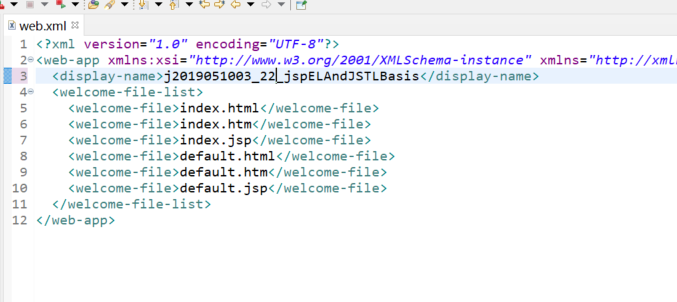 web.xml
1 <?xml version="1.0" encoding="UTF-8"?>
2 <web-app xmlns:xsi="http://www.w3.org/2001/XMLSchema-instance" xmlns="http://xml
3 <display-name>j2019051003_22_jspELAndJSTLBasis</display-name>
4 <welcome-file-list>
5 <welcome-file>index.html</welcome-file>
6 <welcome-file>index.htm</welcome-file>
7 <welcome-file>index.jsp</welcome-file>
8 <welcome-file>default.html</welcome-file>
9 <welcome-file>default.htm</welcome-file>
10 <welcome-file>default.jsp</welcome-file>
11 </welcome-file-list>
12 </web-app>